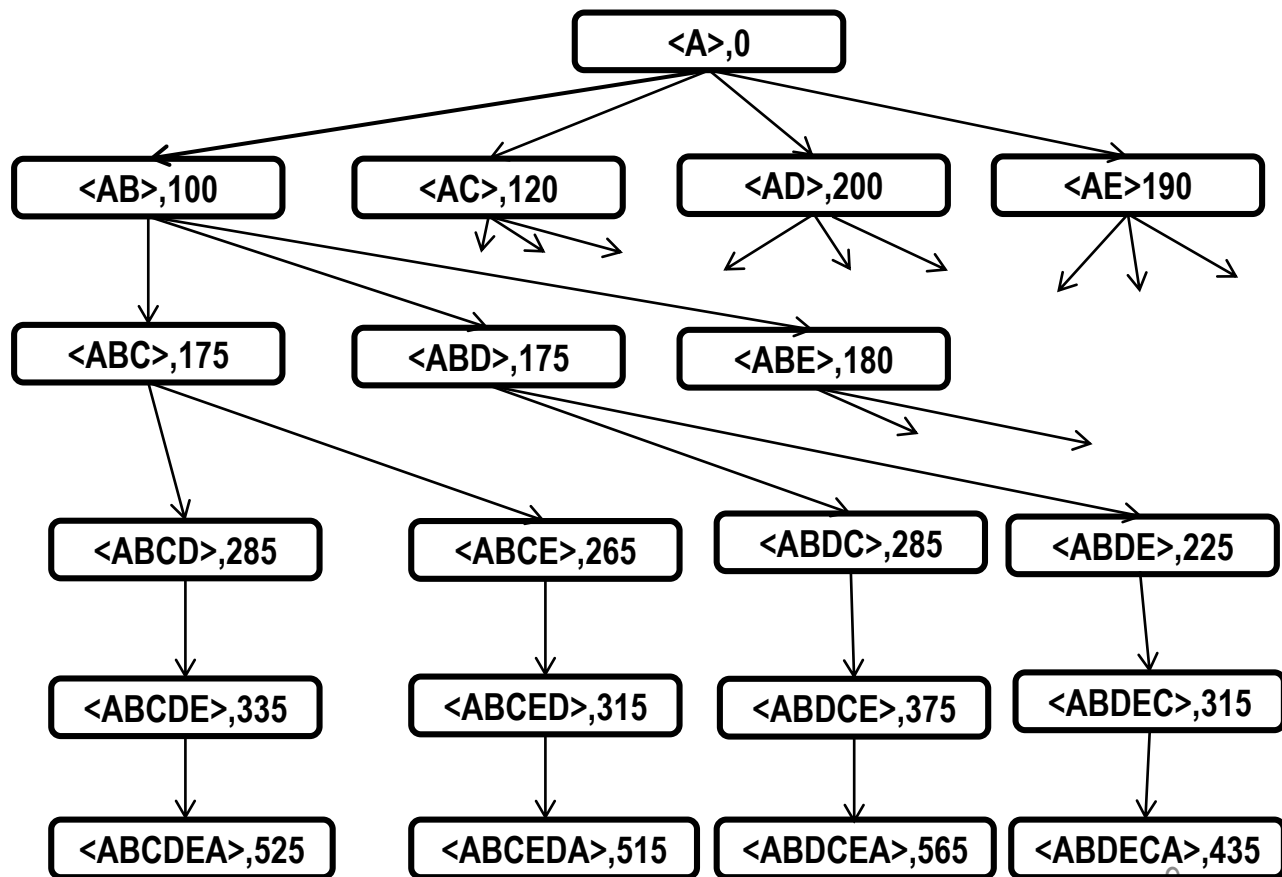 <A>,0
<AB>,100
<AC>,120
<AD>,200
<AE>190
<ABC>,175
<ABD>,175
<ABE>,180
<ABCD>,285
<ABCE>,265
<ABDC>,285
<ABDE>,225
<ABCDE>,335
<ABCED>,315
<ABDCE>,375
<ABDEC>,315
<ABCDEA>,525
<ABCEDA>,515
<ABDCEA>,565
<ABDECA>,435